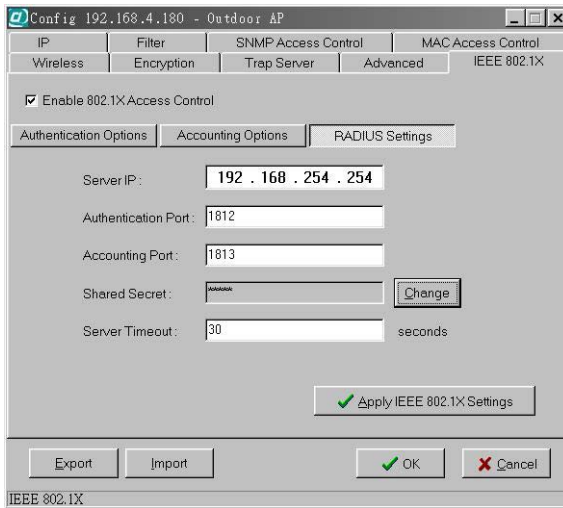 Config 192.168.4.180 - Outdoor AP
IP Filter SNMP Access Control MAC Access Control
Wireless Encryption Trap Server Advanced IEEE 802.1X
Enable 802.1X Access Control
Authentication Options Accounting Options RADIUS Settings
Server IP : 192 . 168 . 254 . 254
Authentication Port : 1812
Accounting Port : 1813
Shared Secret : *****
Change
Server Timeout : 30 seconds
Apply IEEE 802.1X Settings
Export Import OK Cancel
IEEE 802.1X